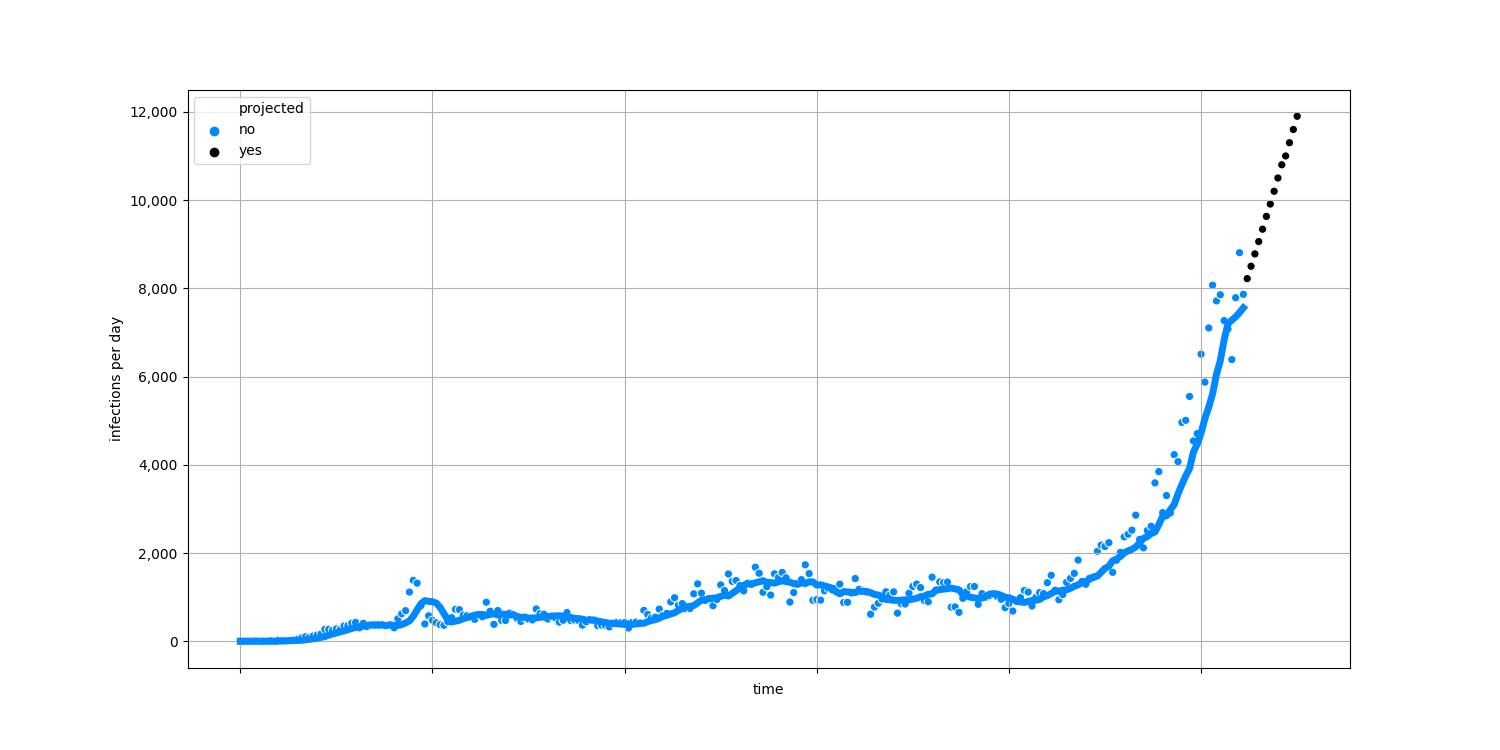 projected
no
yes
12,000
10,000
8,000
6,000
4,000
2,000
0
infections per day
time